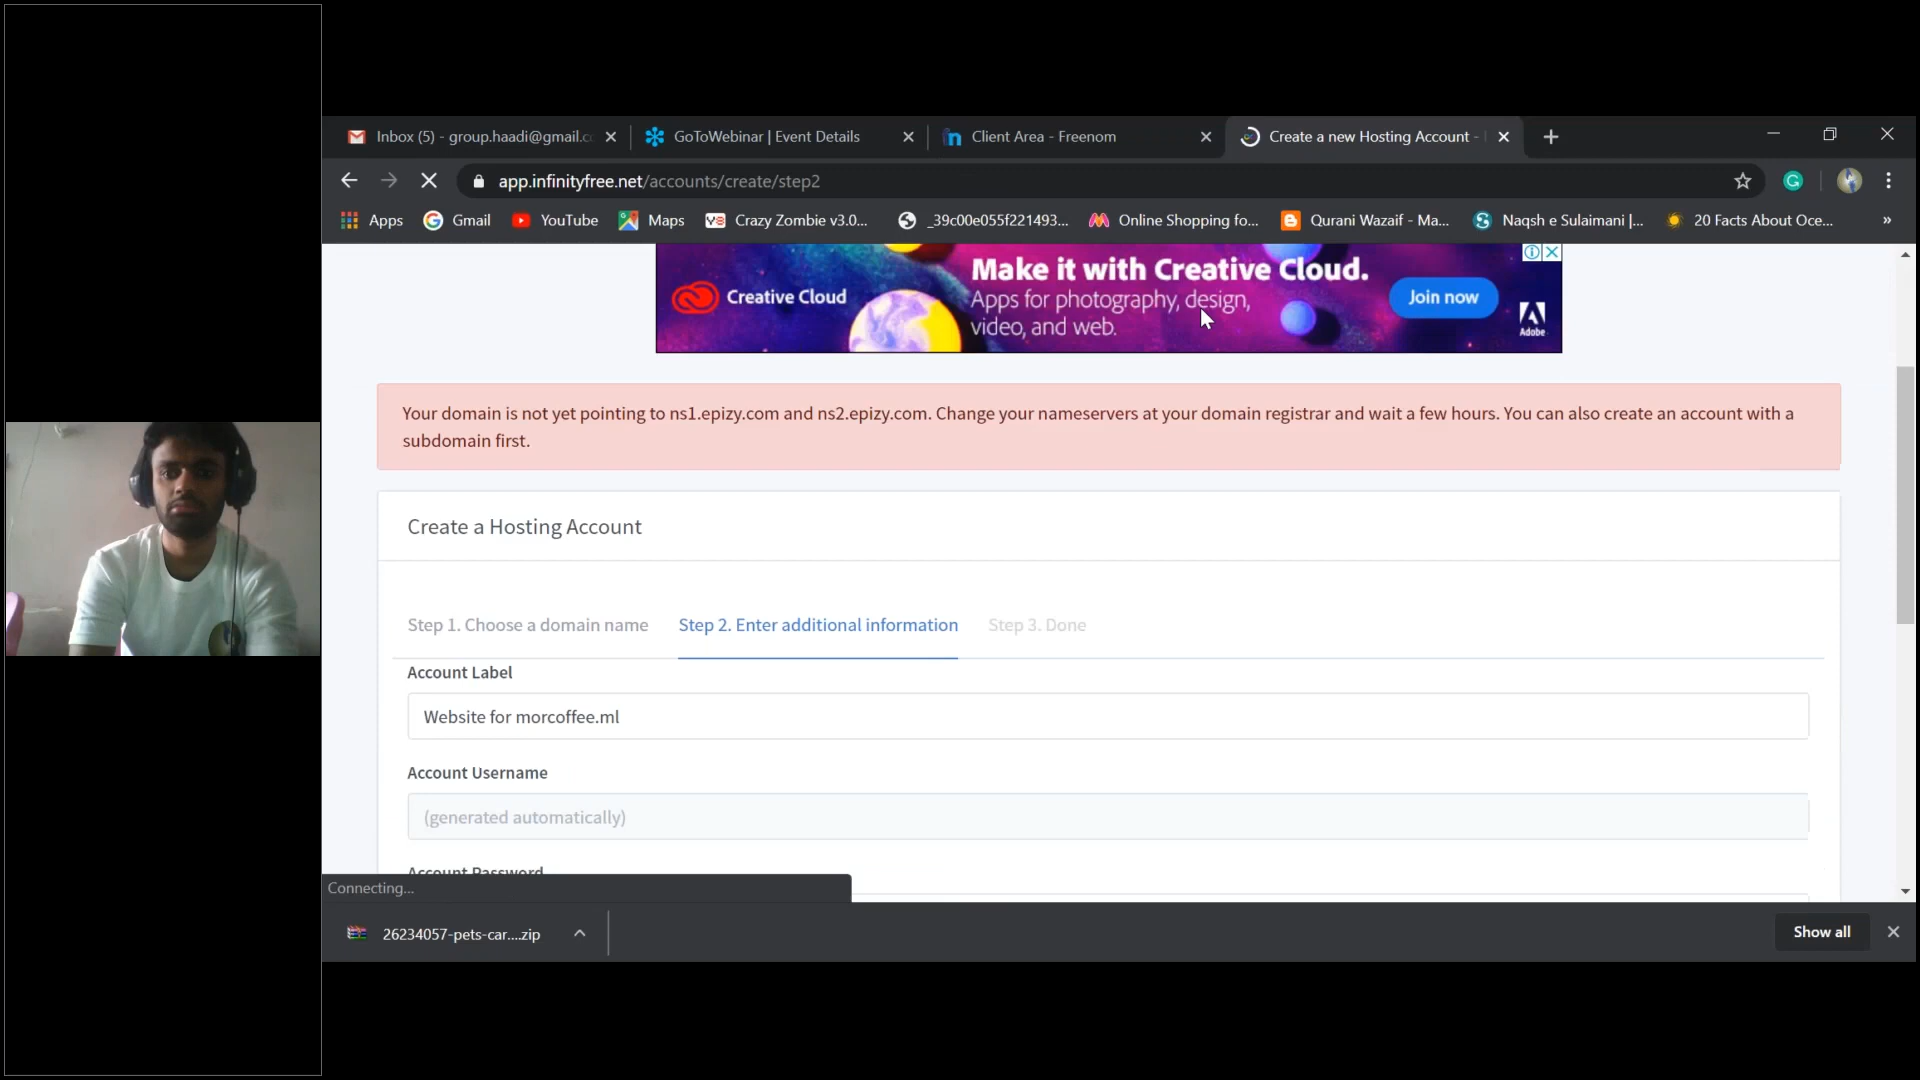 Inbox (5) - group.haadi@gmail.c
GoToWebinar | Event Details
Client Area - Freenom
Create a new Hosting Account -
app.infinityfree.net/accounts/create/step2
Apps
Gmail
YouTube
Maps
Crazy Zombie v3.0...
_39c00e055f221493...
Online Shopping fo...
Qurani Wazaif - Ma...
Naqsh e Sulaimani |...
20 Facts About Oce...
»
Creative Cloud
Make it with Creative Cloud.
Apps for photography, design,
video, and web.
Join now
Adobe
Your domain is not yet pointing to ns1.epizy.com and ns2.epizy.com. Change your nameservers at your domain registrar and wait a few hours. You can also create an account with a
subdomain first.
Create a Hosting Account
Step 1. Choose a domain name
Step 2. Enter additional information
Step 3. Done
Account Label
Website for morcoffee.ml
Account Username
(generated automatically)
Account Password
Connecting...
26234057-pets-car....zip
Show all